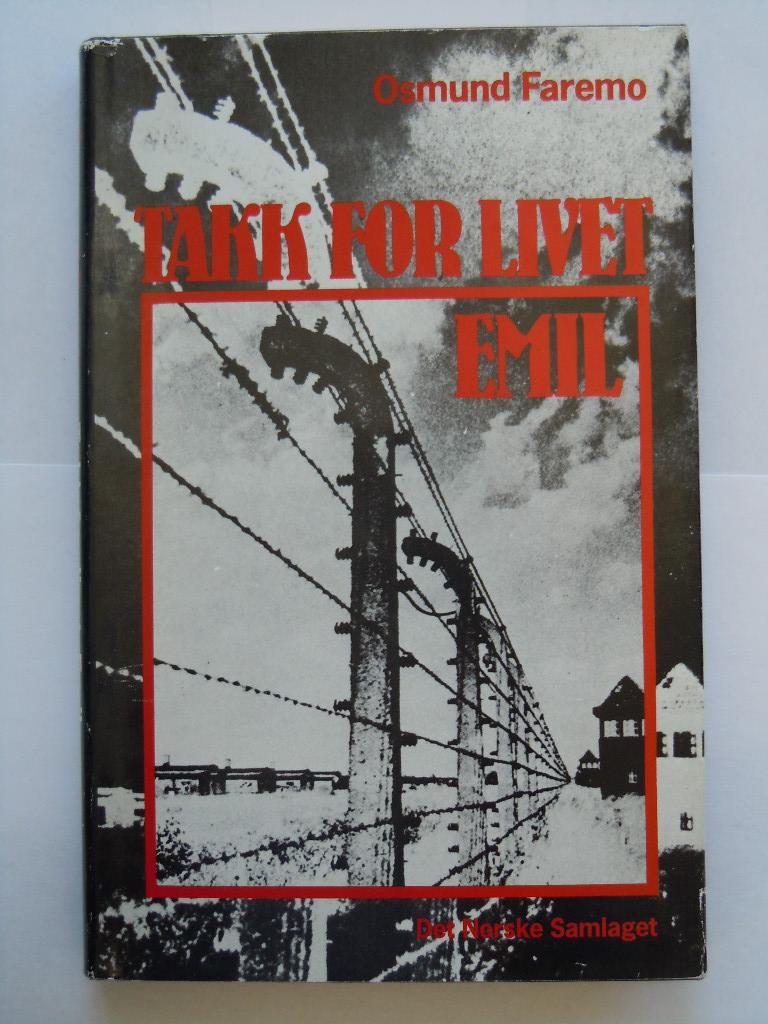 Osmund Faremo
TAKK FOR LIVET
EMIL
Det Norske Samlaget